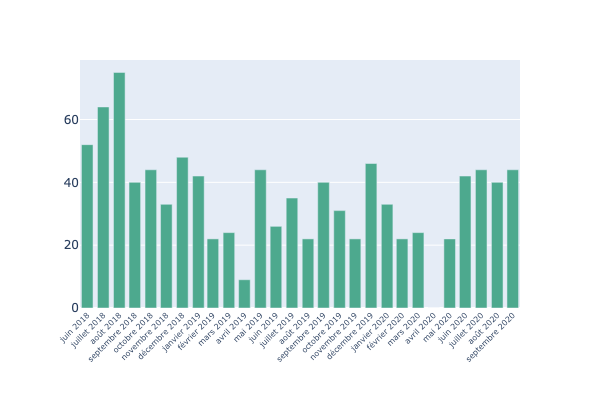 60
40
20
0
juin 2018
juillet 2018
août 2018
septembre 2018
octobre 2018
novembre 2018
décembre 2018
janvier 2019
février 2019
mars 2019
avril 2019
mai 2019
juin 2019
juillet 2019
août 2019
septembre 2019
octobre 2019
novembre 2019
décembre 2019
janvier 2020
février 2020
mars 2020
avril 2020
mai 2020
juin 2020
juillet 2020
août 2020
septembre 2020